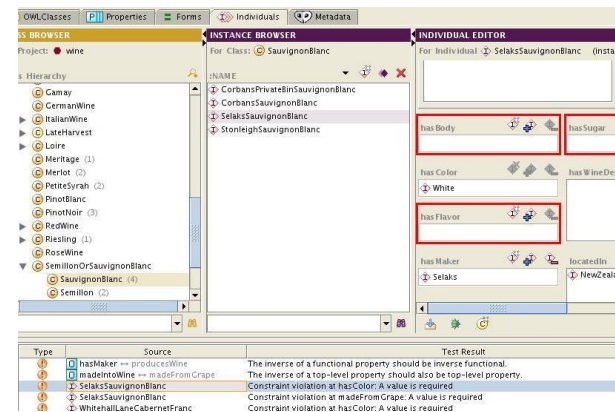 OWLClasses Properties Forms Individuals Metadata
SS BROWSER
Project: wine
s Hierarchy
Gamay
GermanWine
ItalianWine
LateHarvest
Loire
Meritage (1)
Merlot (2)
PetiteSyrah (2)
PinotBlanc
PinotNoir (3)
RedWine
Riesling (1)
RoseWine
SemillonOrSauvignonBlanc
SauvignonBlanc (4)
Semillon (2)
INSTANCE BROWSER
For Class: SauvignonBlanc
:NAME
CorbansPrivateBinSauvignonBlanc
CorbansSauvignonBlanc
SelaksSauvignonBlanc
StonleighSauvignonBlanc
INDIVIDUAL EDITOR
For Individual SelaksSauvignonBlanc (insta
hasBody hasSugar
hasColor hasWineDes
White
hasFlavor
hasMaker locatedIn
Selaks NewZeala
Type Source Test Result
hasMaker ↔ producesWine The inverse of a functional property should be inverse functional.
madeIntoWine ↔ madeFromGrape The inverse of a top-level property should also be top-level property.
SelaksSauvignonBlanc Constraint violation at hasColor: A value is required
SelaksSauvignonBlanc Constraint violation at madeFromGrape: A value is required
WhitehallLaneCabernetFranc Constraint violation at hasColor: A value is required